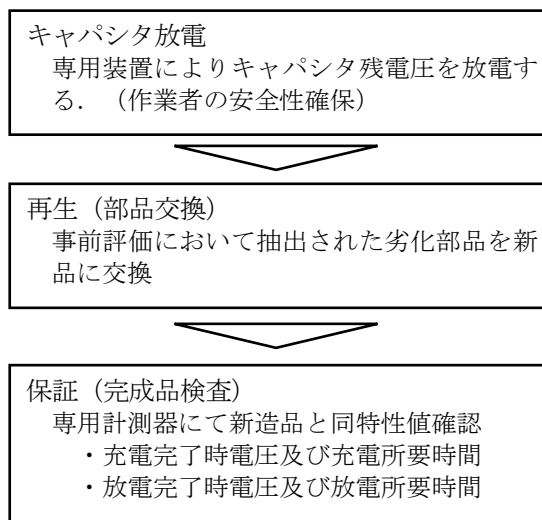 キャパシタ放電
専用装置によりキャパシタ残電圧を放電す
る．（作業者の安全性確保）
再生（部品交換）
事前評価において抽出された劣化部品を新
品に交換
保証（完成品検査）
専用計測器にて新造品と同特性値確認
・充電完了時電圧及び充電所要時間
・放電完了時電圧及び放電所要時間